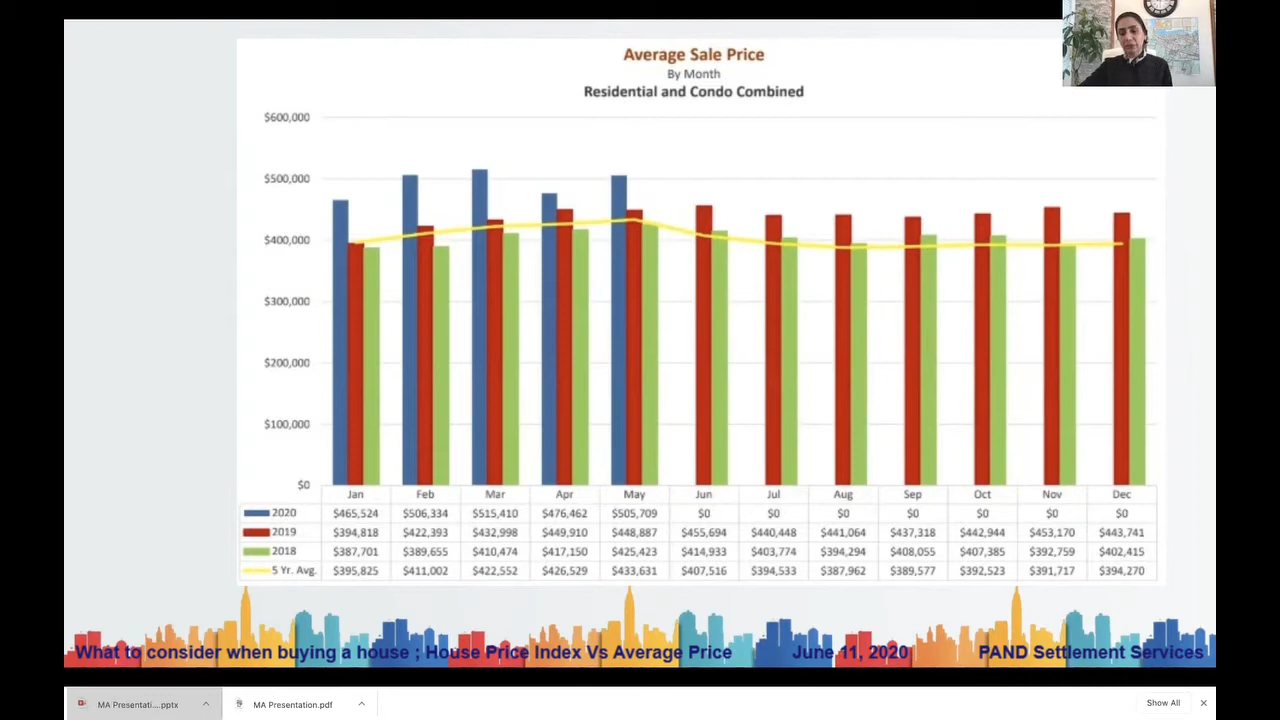 Average Sale Price
By Month
Residential and Condo Combined
$600,000
$500,000
$400,000
$300,000
$200,000
$100,000
$0
Jan Feb Mar Apr May Jun Jul Aug Sep Oct Nov Dec
2020 $465,524 $506,334 $515,410 $476,462 $505,709 $0 $0 $0 $0 $0 $0 $0
2019 $394,818 $422,393 $432,998 $449,910 $448,887 $455,694 $440,448 $441,064 $437,318 $442,944 $453,170 $443,741
2018 $387,701 $389,655 $410,474 $417,150 $425,423 $414,933 $403,774 $394,294 $408,055 $407,385 $392,759 $402,415
5 Yr. Avg. $395,825 $411,002 $422,552 $426,529 $433,631 $407,516 $394,533 $387,962 $389,577 $392,523 $391,717 $394,270
What to consider when buying a house ; House Price Index Vs Average Price June 11, 2020 PAND Settlement Services
MA Presentati....pptx MA Presentation.pdf Show All